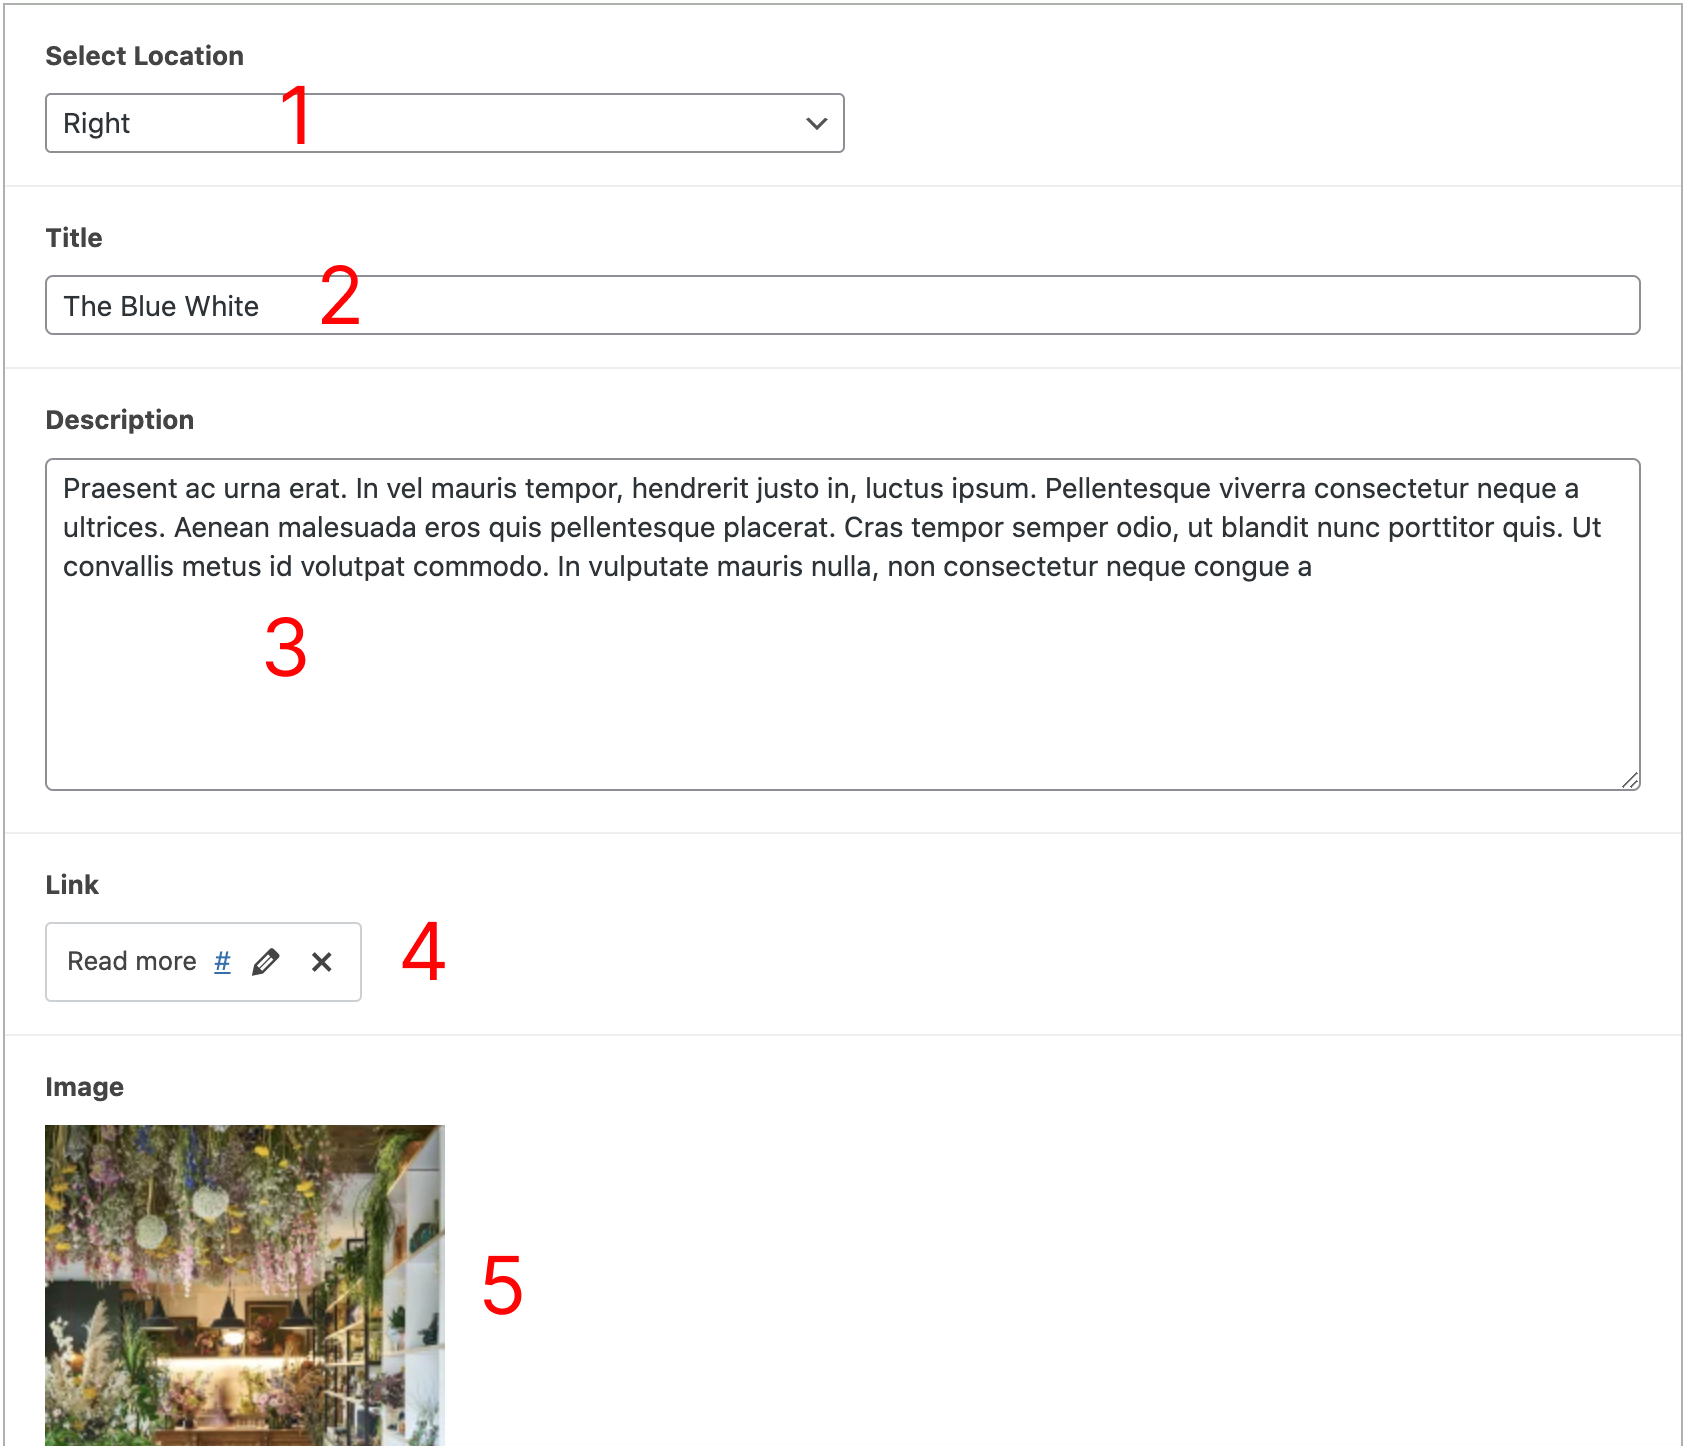 Select Location
Right
1
Title
The Blue White
2
Description
Praesent ac urna erat. In vel mauris tempor, hendrerit justo in, luctus ipsum. Pellentesque viverra consectetur neque a
ultrices. Aenean malesuada eros quis pellentesque placerat. Cras tempor semper odio, ut blandit nunc porttitor quis. Ut
convallis metus id volutpat commodo. In vulputate mauris nulla, non consectetur neque congue a
3
Link
Read more #
4
Image
5